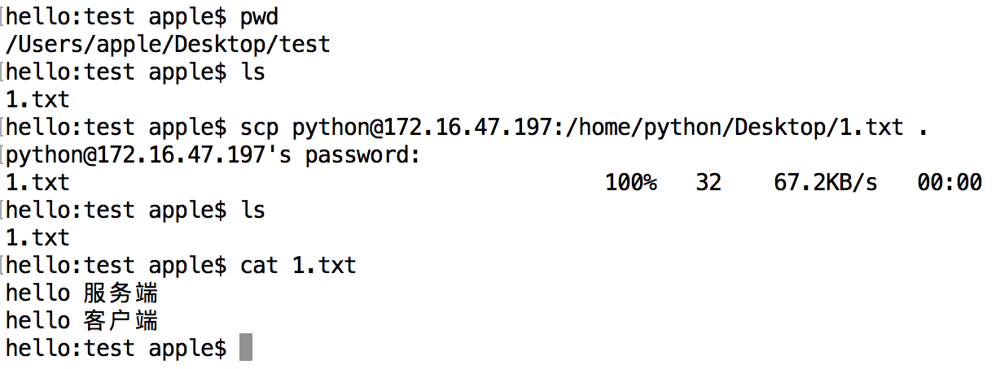 hello:test apple$ pwd
/Users/apple/Desktop/test
hello:test apple$ ls
1.txt
hello:test apple$ scp python@172.16.47.197:/home/python/Desktop/1.txt .
python@172.16.47.197's password:
1.txt 100% 32 67.2KB/s 00:00
hello:test apple$ ls
1.txt
hello:test apple$ cat 1.txt
hello 服务端
hello 客户端
hello:test apple$